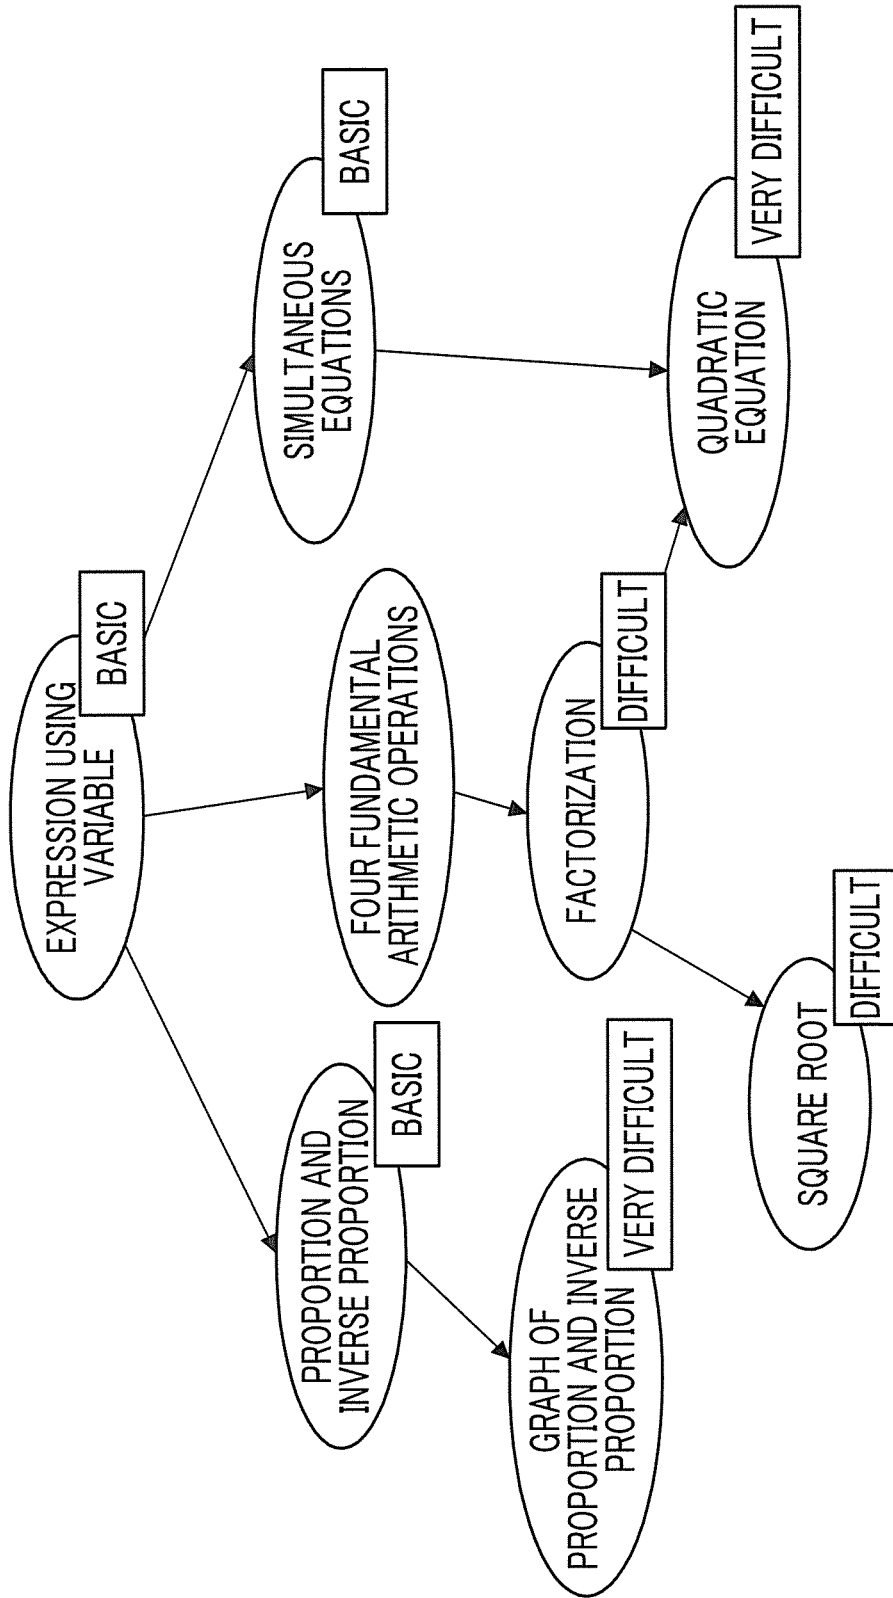 EXPRESSION USING
VARIABLE
BASIC
PROPORTION AND
INVERSE PROPORTION
BASIC
FOUR FUNDAMENTAL
ARITHMETIC OPERATIONS
SIMULTANEOUS
EQUATIONS
BASIC
GRAPH OF
PROPORTION AND INVERSE
PROPORTION
VERY DIFFICULT
FACTORIZATION
DIFFICULT
QUADRATIC
EQUATION
VERY DIFFICULT
SQUARE ROOT
DIFFICULT